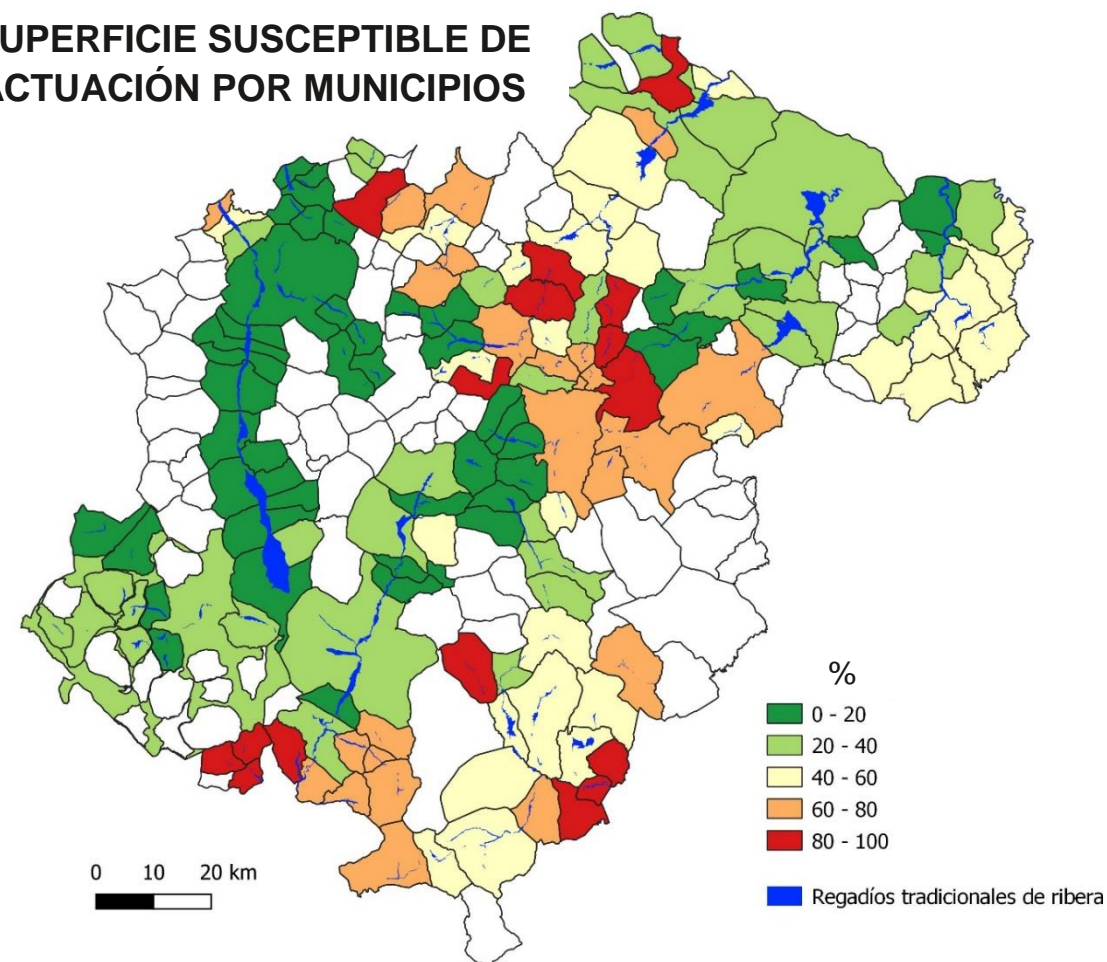 UPERFICIE SUSCEPTIBLE DE
ACTUACIÓN POR MUNICIPIOS
%
0 - 20
20 - 40
40 - 60
60 - 80
80 - 100
Regadíos tradicionales de ribera
0 10 20 km